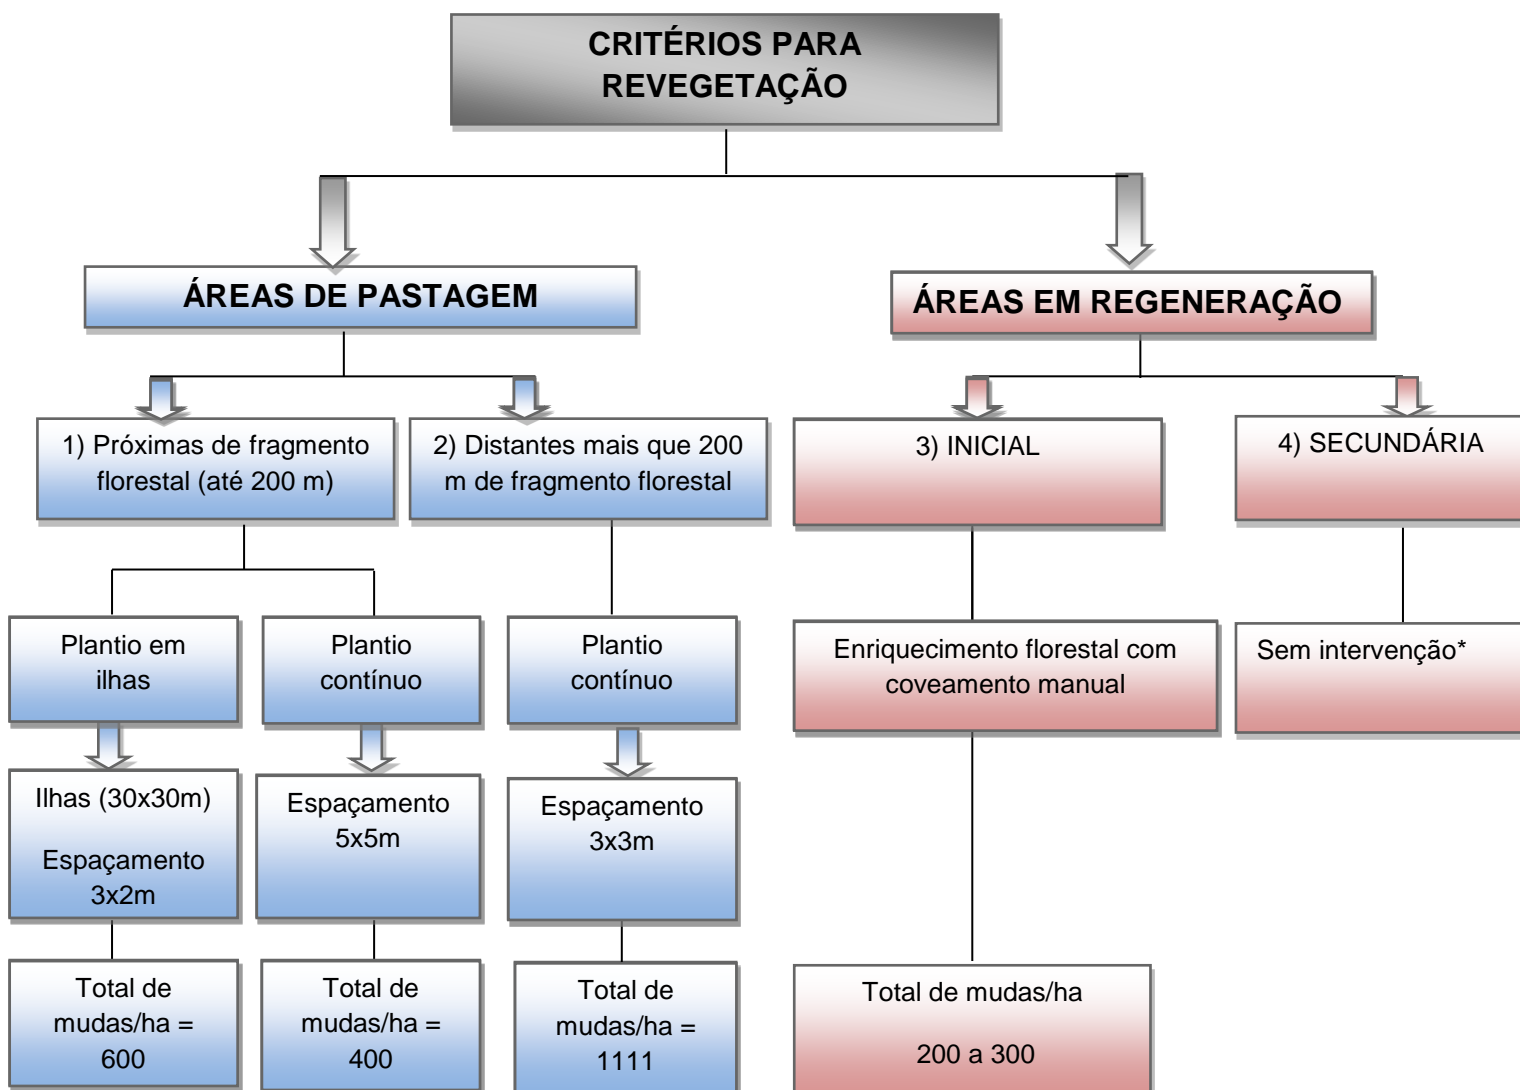 CRITÉRIOS PARA
REVEGETAÇÃO
ÁREAS DE PASTAGEM
ÁREAS EM REGENERAÇÃO
1) Próximas de fragmento
florestal (até 200 m)
2) Distantes mais que 200
m de fragmento florestal
3) INICIAL
4) SECUNDÁRIA
Plantio em
ilhas
Plantio
contínuo
Plantio
contínuo
Enriquecimento florestal com
coveamento manual
Sem intervenção*
Ilhas (30x30m)
Espaçamento
3x2m
Espaçamento
5x5m
Espaçamento
3x3m
Total de
mudas/ha =
600
Total de
mudas/ha =
400
Total de
mudas/ha =
1111
Total de mudas/ha
200 a 300